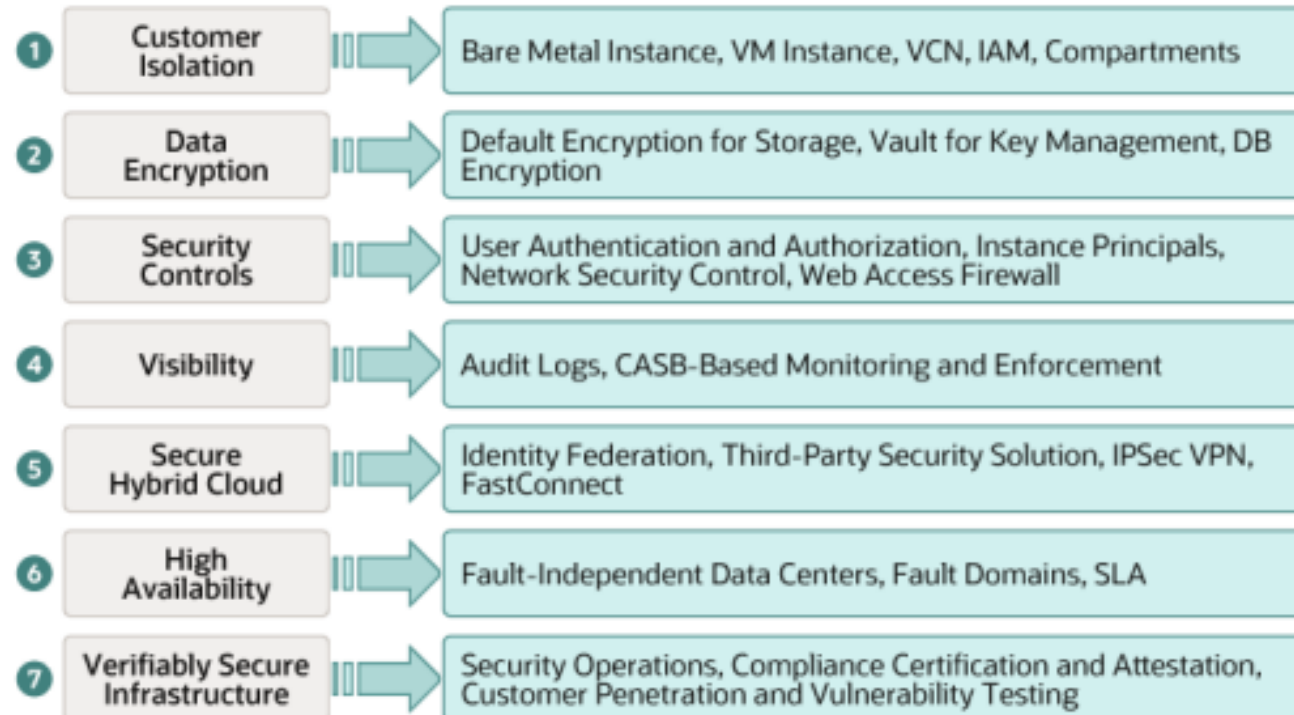 1
Customer
Isolation
Bare Metal Instance, VM Instance, VCN, IAM, Compartments
2
Data
Encryption
Default Encryption for Storage, Vault for Key Management, DB
Encryption
3
Security
Controls
User Authentication and Authorization, Instance Principals,
Network Security Control, Web Access Firewall
4
Visibility
Audit Logs, CASB-Based Monitoring and Enforcement
5
Secure
Hybrid Cloud
Identity Federation, Third-Party Security Solution, IPSec VPN,
FastConnect
6
High
Availability
Fault-Independent Data Centers, Fault Domains, SLA
7
Verifiably Secure
Infrastructure
Security Operations, Compliance Certification and Attestation,
Customer Penetration and Vulnerability Testing